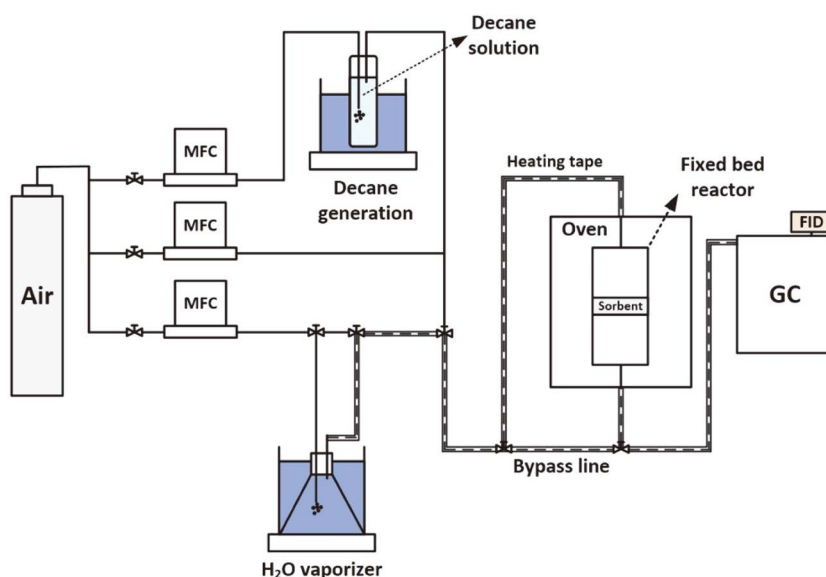 Decane
solution
MFC
Decane
generation
Heating tape
Fixed bed
reactor
MFC
Oven
FID
Air
MFC
Sorbent
GC
Bypass line
H₂O vaporizer